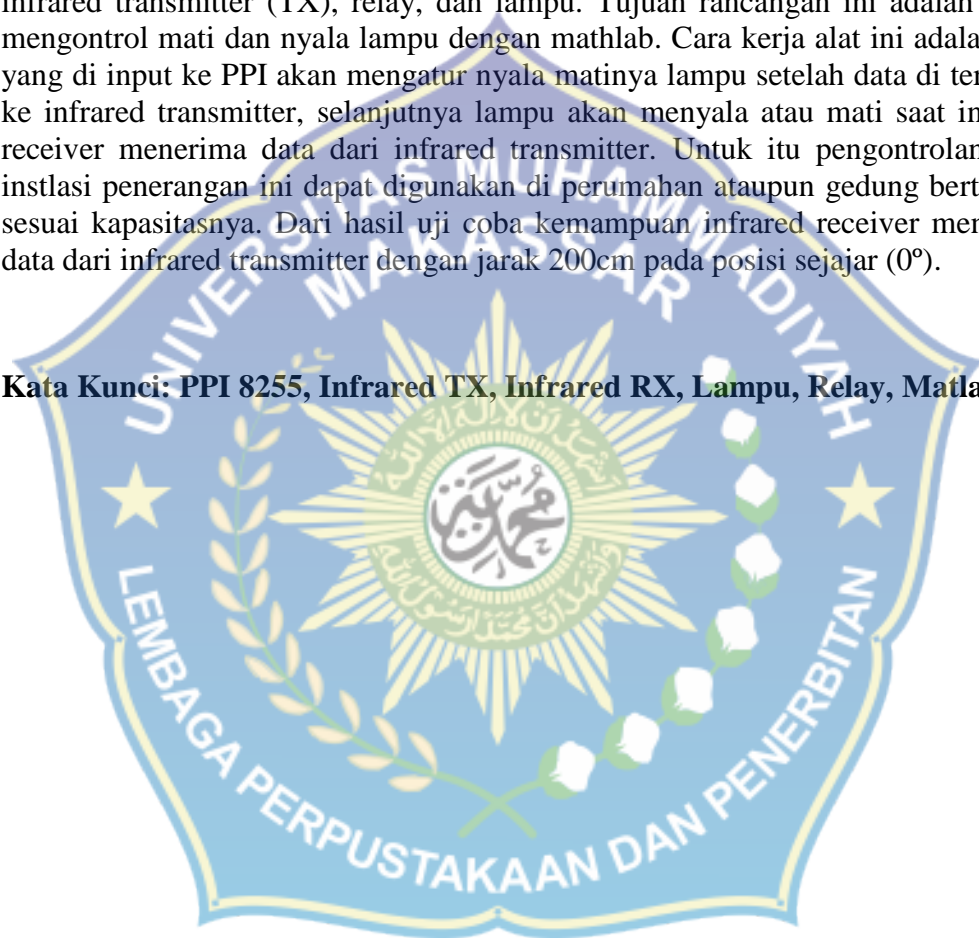 infrared transmitter (TX), relay, dan lampu. Tujuan rancangan ini adalah
mengontrol mati dan nyala lampu dengan mathlab. Cara kerja alat ini adala
yang di input ke PPI akan mengatur nyala matinya lampu setelah data di ter
ke infrared transmitter, selanjutnya lampu akan menyala atau mati saat in
receiver menerima data dari infrared transmitter. Untuk itu pengontrolan
instlasi penerangan ini dapat digunakan di perumahan ataupun gedung bert
sesuai kapasitasnya. Dari hasil uji coba kemampuan infrared receiver men
data dari infrared transmitter dengan jarak 200cm pada posisi sejajar (0º).
Kata Kunci: PPI 8255, Infrared TX, Infrared RX, Lampu, Relay, Matla
UNIVERSITAS MUHAMMADIYAH
MAKASSAR
LEMBAGA PERPUSTAKAAN DAN PENERBITAN